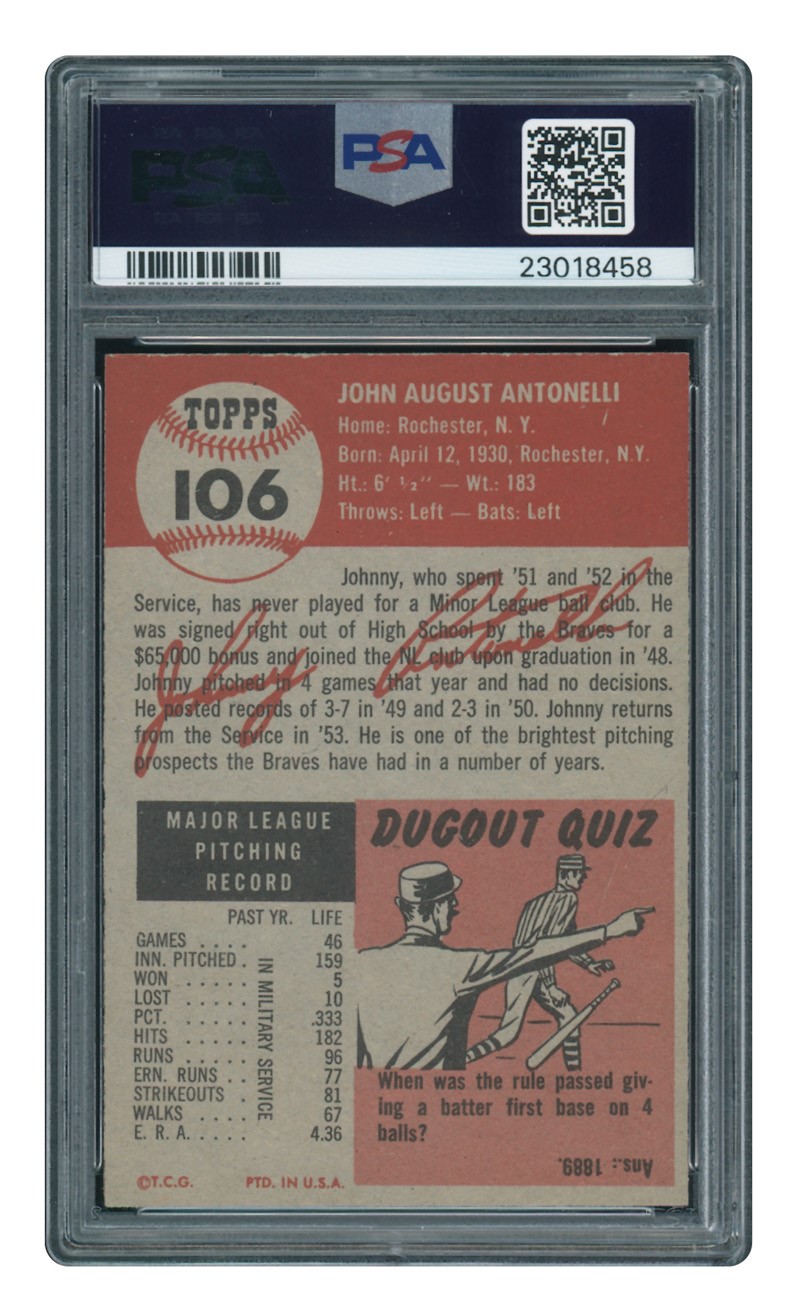 PSA
PSA
23018458
TOPPS
106
JOHN AUGUST ANTONELLI
Home: Rochester, N. Y.
Born: April 12, 1930, Rochester, N.Y.
Ht.: 6' ½" — Wt.: 183
Throws: Left — Bats: Left
Johnny, who spent '51 and '52 in the
Service, has never played for a Minor League ball club. He
was signed right out of High School by the Braves for a
$65,000 bonus and joined the NL club upon graduation in '48.
Johnny pitched in 4 games that year and had no decisions.
He posted records of 3-7 in '49 and 2-3 in '50. Johnny returns
from the Service in '53. He is one of the brightest pitching
prospects the Braves have had in a number of years.
Johnny Antonelli
MAJOR LEAGUE
PITCHING
RECORD
PAST YR. LIFE
GAMES . . . . 46
INN. PITCHED . 159
WON . . . . . 5
LOST . . . . . 10
PCT. . . . . . .333
HITS . . . . . 182
RUNS . . . . . 96
ERN. RUNS . . 77
STRIKEOUTS . 81
WALKS . . . . 67
E. R. A. . . . . 4.36
IN MILITARY SERVICE
©T.C.G. PTD. IN U.S.A.
DUGOUT QUIZ
When was the rule passed giv-
ing a batter first base on 4
balls?
Ans.: 1889.